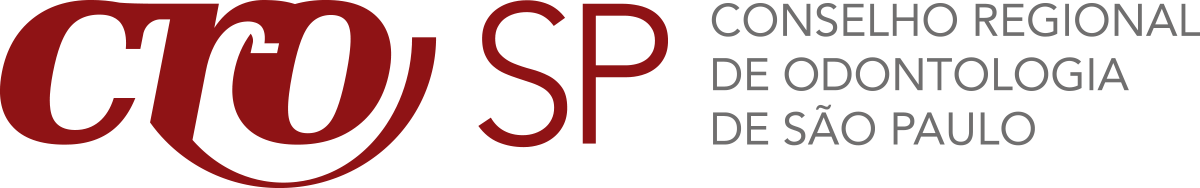 cro SP
CONSELHO REGIONAL
DE ODONTOLOGIA
DE SÃO PAULO